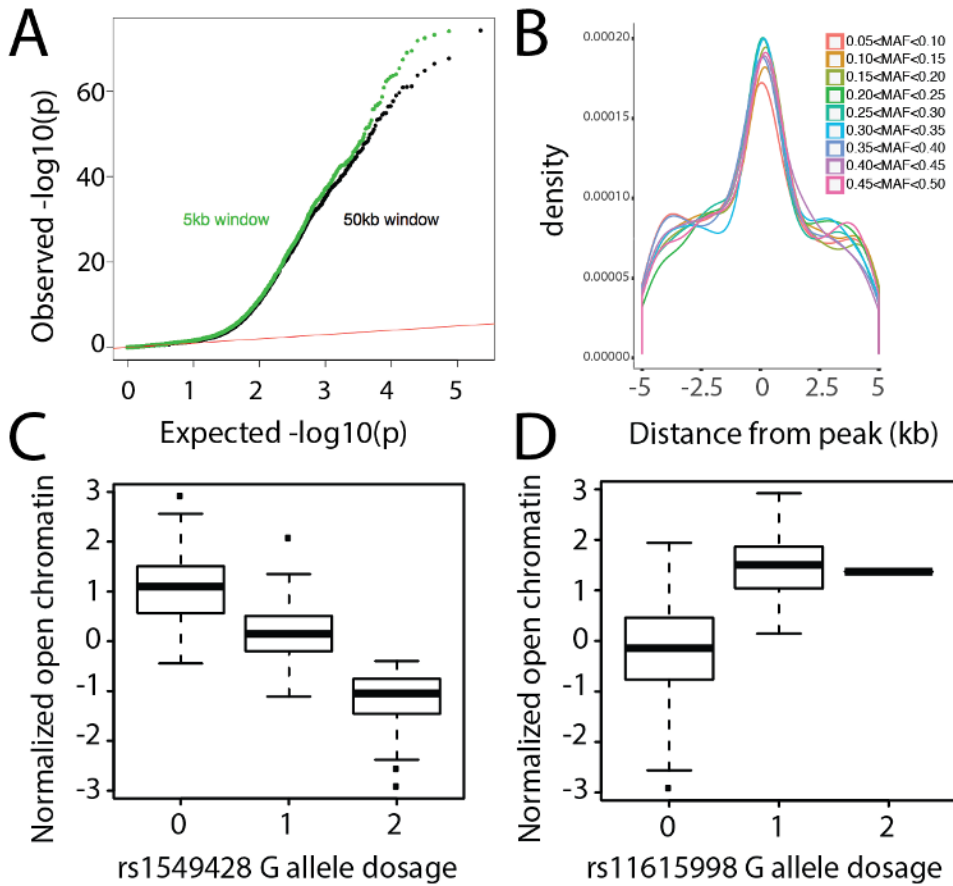 A
Observed -log10(p)
60
40
20
0
5kb window
50kb window
0 1 2 3 4 5
Expected -log10(p)
B
density
0.00020
0.00015
0.00010
0.00005
0.00000
0.05<MAF<0.10
0.10<MAF<0.15
0.15<MAF<0.20
0.20<MAF<0.25
0.25<MAF<0.30
0.30<MAF<0.35
0.35<MAF<0.40
0.40<MAF<0.45
0.45<MAF<0.50
-5 -2.5 0 2.5 5
Distance from peak (kb)
C
Normalized open chromatin
3
2
1
0
-1
-2
-3
0 1 2
rs1549428 G allele dosage
D
Normalized open chromatin
3
2
1
0
-1
-2
-3
0 1 2
rs11615998 G allele dosage